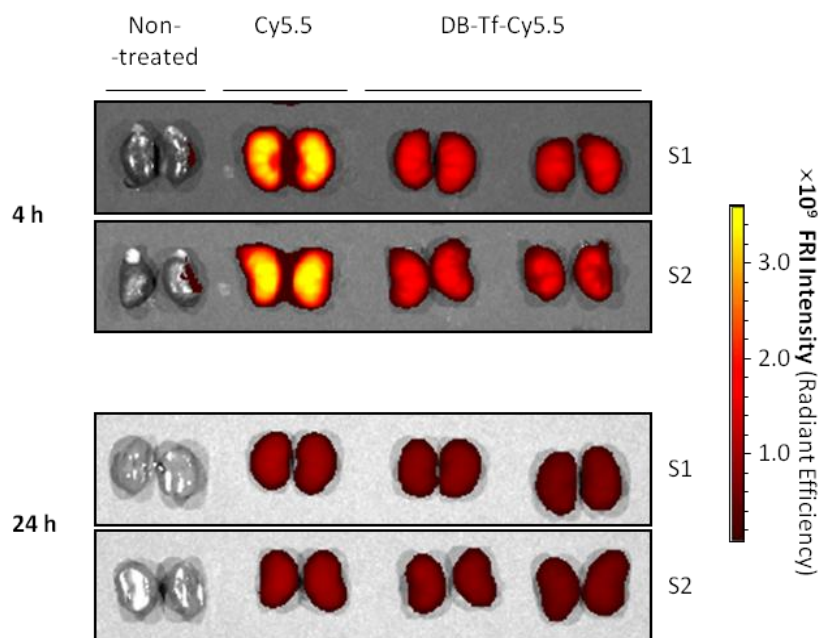 Non-
-treated
Cy5.5
DB-Tf-Cy5.5
4 h
S1
S2
24 h
S1
S2
3.0
2.0
1.0
×10⁹ FRI Intensity (Radiant Efficiency)